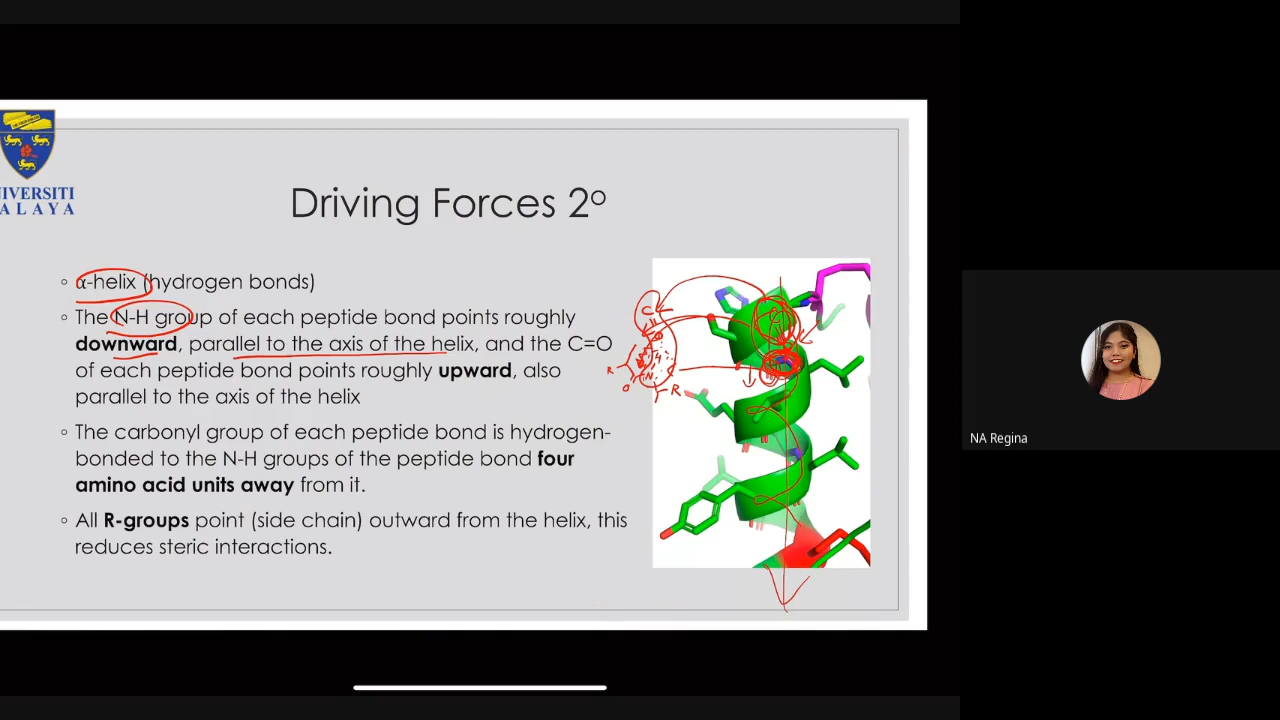 NIVERSITI
ALAYA
Driving Forces 2º
◦ α-helix (hydrogen bonds)
◦ The N-H group of each peptide bond points roughly
downward, parallel to the axis of the helix, and the C=O
of each peptide bond points roughly upward, also
parallel to the axis of the helix
◦ The carbonyl group of each peptide bond is hydrogen-
bonded to the N-H groups of the peptide bond four
amino acid units away from it.
◦ All R-groups point (side chain) outward from the helix, this
reduces steric interactions.
C
R
N
O
R
NA Regina